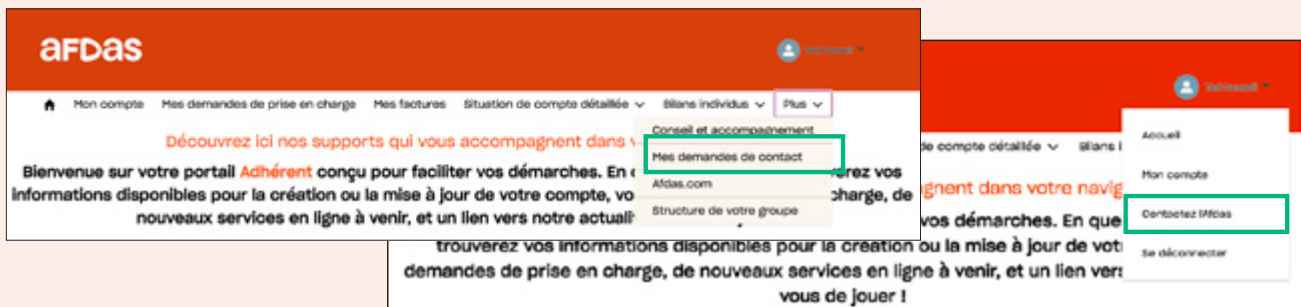 afdas
Mon compte Mes demandes de prise en charge Mes factures Situation de compte détaillée Bilans individus Plus
Découvrez ici nos supports qui vous accompagnent dans v
Bienvenue sur votre portail Adhérent conçu pour faciliter vos démarches. En erez vos
informations disponibles pour la création ou la mise à jour de votre compte, vo charge, de
nouveaux services en ligne à venir, et un lien vers notre actuali
Conseil et accompagnement
Mes demandes de contact
Afdas.com
Structure de votre groupe
de compte détaillée Bilans i
gnent dans votre navig
vos démarches. En que
trouverez vos informations disponibles pour la création ou la mise à jour de vot
demandes de prise en charge, de nouveaux services en ligne à venir, et un lien vers
vous de jouer !
Accueil
Mon compte
Contactez l'Afdas
Se déconnecter